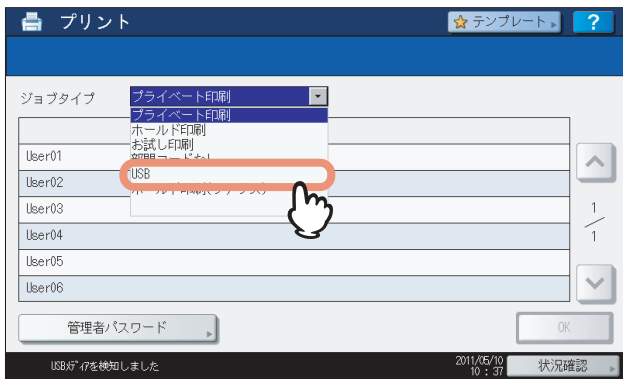 プリント
テンプレート
?
ジョブタイプ
プライベート印刷
プライベート印刷
ホールド印刷
お試し印刷
部門コードなし
USB
User01
User02
User03
User04
User05
User06
1
1
管理者パスワード
OK
USBメディアを検知しました
2011/05/10
10 : 37
状況確認